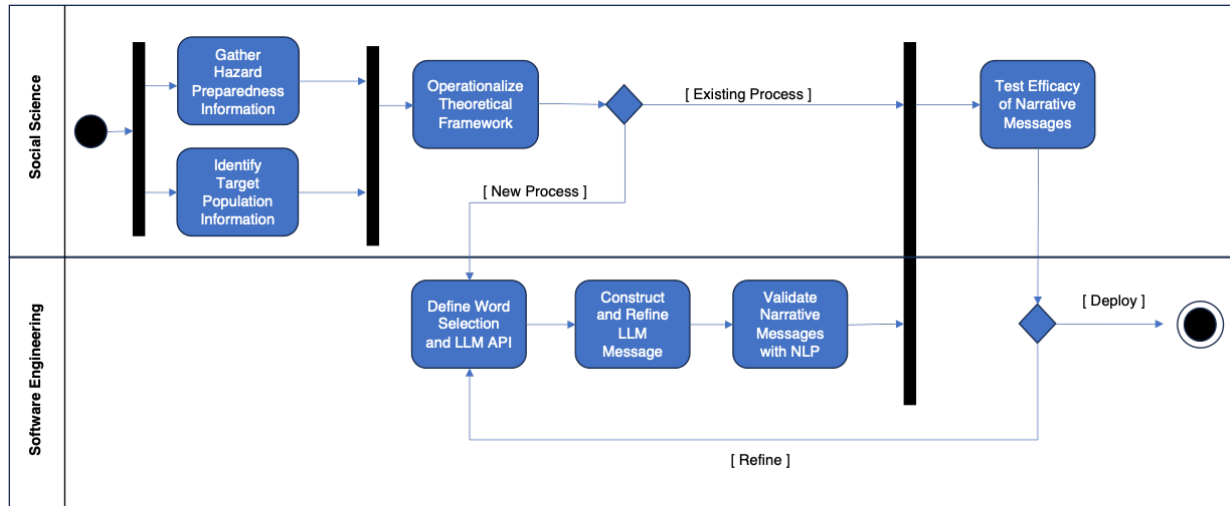 Social Science
Gather
Hazard
Preparedness
Information
Identify
Target
Population
Information
Operationalize
Theoretical
Framework
[ Existing Process ]
[ New Process ]
Test Efficacy
of Narrative
Messages
Software Engineering
Define Word
Selection
and LLM API
Construct
and Refine
LLM
Message
Validate
Narrative
Messages
with NLP
[ Deploy ]
[ Refine ]